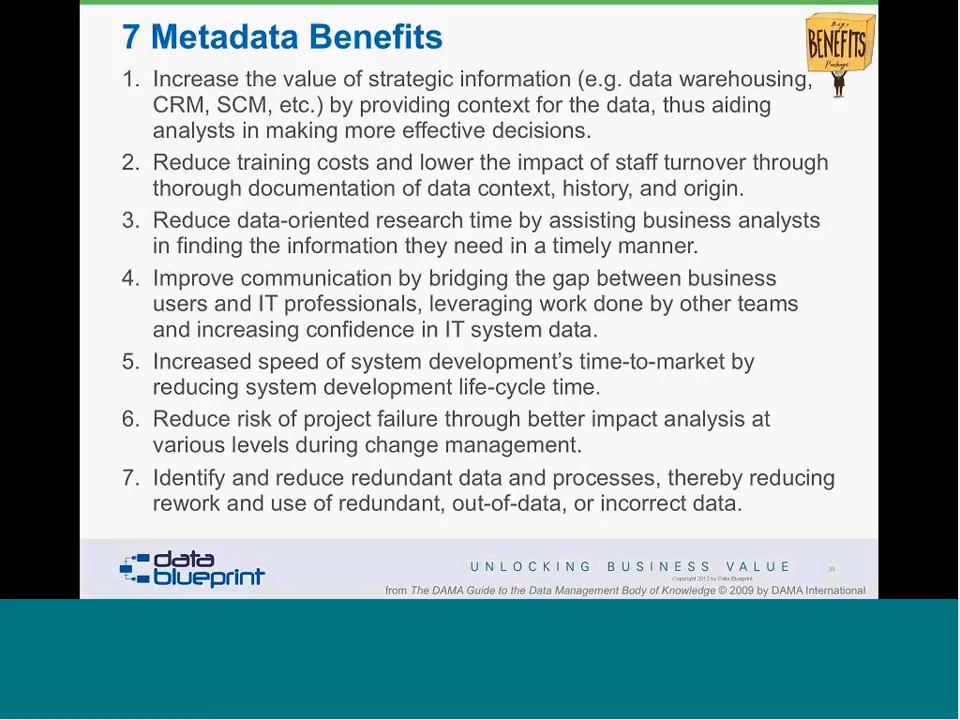 7 Metadata Benefits
Big
BENEFITS
Package
1. Increase the value of strategic information (e.g. data warehousing,
CRM, SCM, etc.) by providing context for the data, thus aiding
analysts in making more effective decisions.
2. Reduce training costs and lower the impact of staff turnover through
thorough documentation of data context, history, and origin.
3. Reduce data-oriented research time by assisting business analysts
in finding the information they need in a timely manner.
4. Improve communication by bridging the gap between business
users and IT professionals, leveraging work done by other teams
and increasing confidence in IT system data.
5. Increased speed of system development’s time-to-market by
reducing system development life-cycle time.
6. Reduce risk of project failure through better impact analysis at
various levels during change management.
7. Identify and reduce redundant data and processes, thereby reducing
rework and use of redundant, out-of-data, or incorrect data.
data
blueprint
UNLOCKING BUSINESS VALUE
Copyright 2013 by Data Blueprint
from The DAMA Guide to the Data Management Body of Knowledge © 2009 by DAMA International